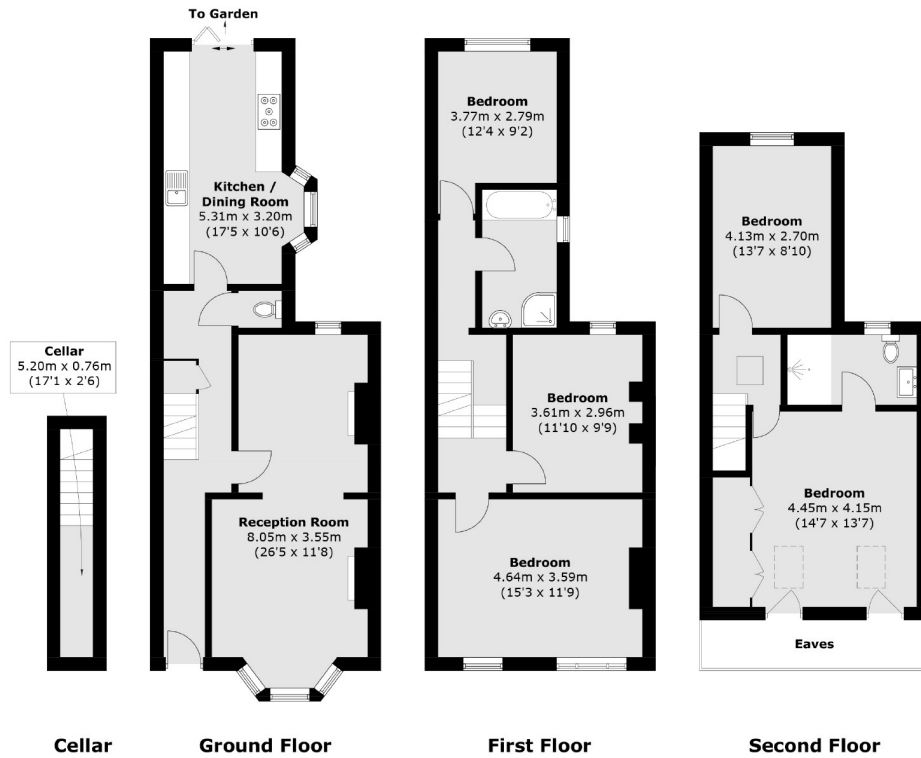 To Garden
Kitchen /
Dining Room
5.31m x 3.20m
(17'5 x 10'6)
Cellar
5.20m x 0.76m
(17'1 x 2'6)
Reception Room
8.05m x 3.55m
(26'5 x 11'8)
Bedroom
3.77m x 2.79m
(12'4 x 9'2)
Bedroom
3.61m x 2.96m
(11'10 x 9'9)
Bedroom
4.64m x 3.59m
(15'3 x 11'9)
Bedroom
4.13m x 2.70m
(13'7 x 8'10)
Bedroom
4.45m x 4.15m
(14'7 x 13'7)
Eaves
Cellar
Ground Floor
First Floor
Second Floor